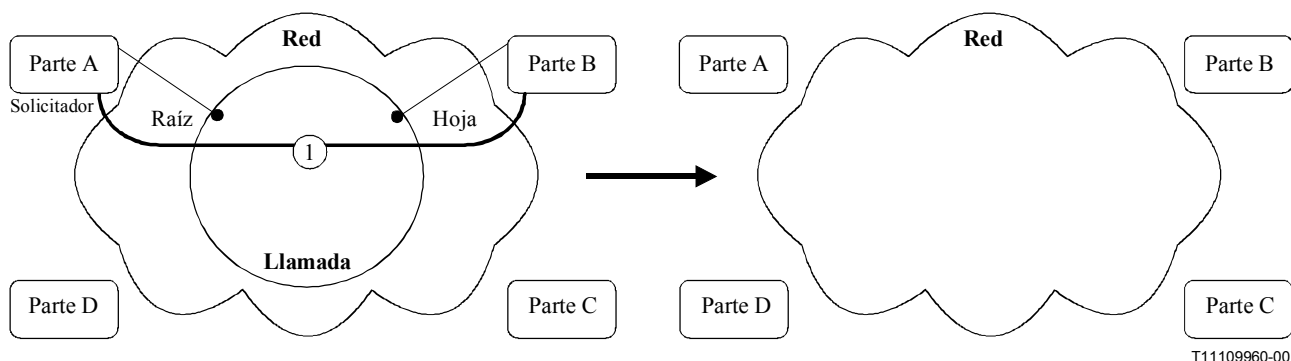 Parte A
Red
Parte B
Solicitador
Raíz
Hoja
1
Llamada
Parte D
Parte C
Parte A
Red
Parte B
Parte D
Parte C
T11109960-00